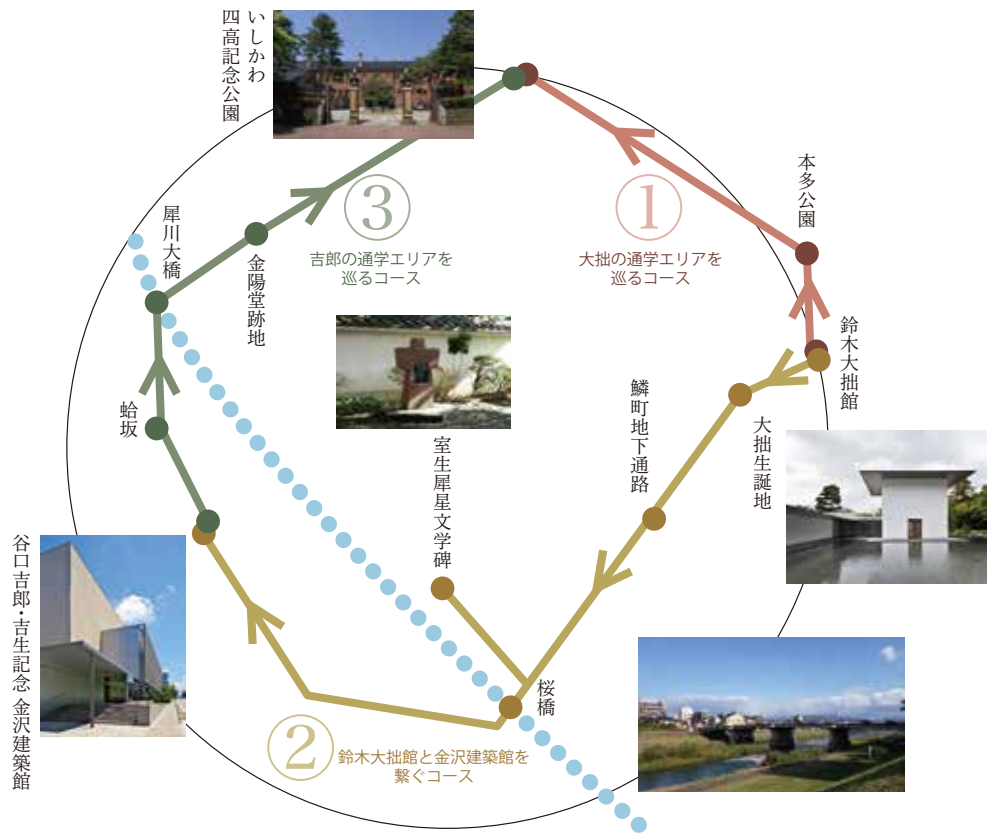 いしかわ
四高記念公園
本多公園
犀川大橋
金陽堂跡地
③
吉郎の通学エリアを
巡るコース
①
大拙の通学エリアを
巡るコース
鈴木大拙館
蛤坂
室生犀星文学碑
鱗町地下通路
大拙生誕地
谷口吉郎・吉生記念 金沢建築館
桜橋
②
鈴木大拙館と金沢建築館を
繋ぐコース